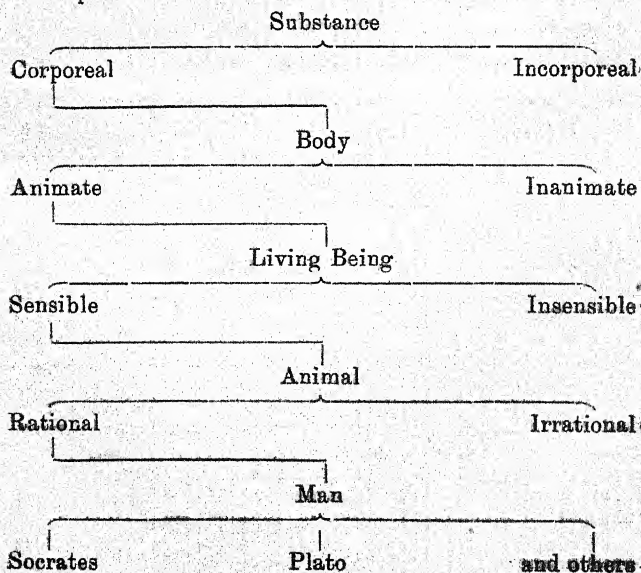 Substance
Corporeal Incorporeal
Body
Animate Inanimate
Living Being
Sensible Insensible
Animal
Rational Irrational
Man
Socrates Plato and others